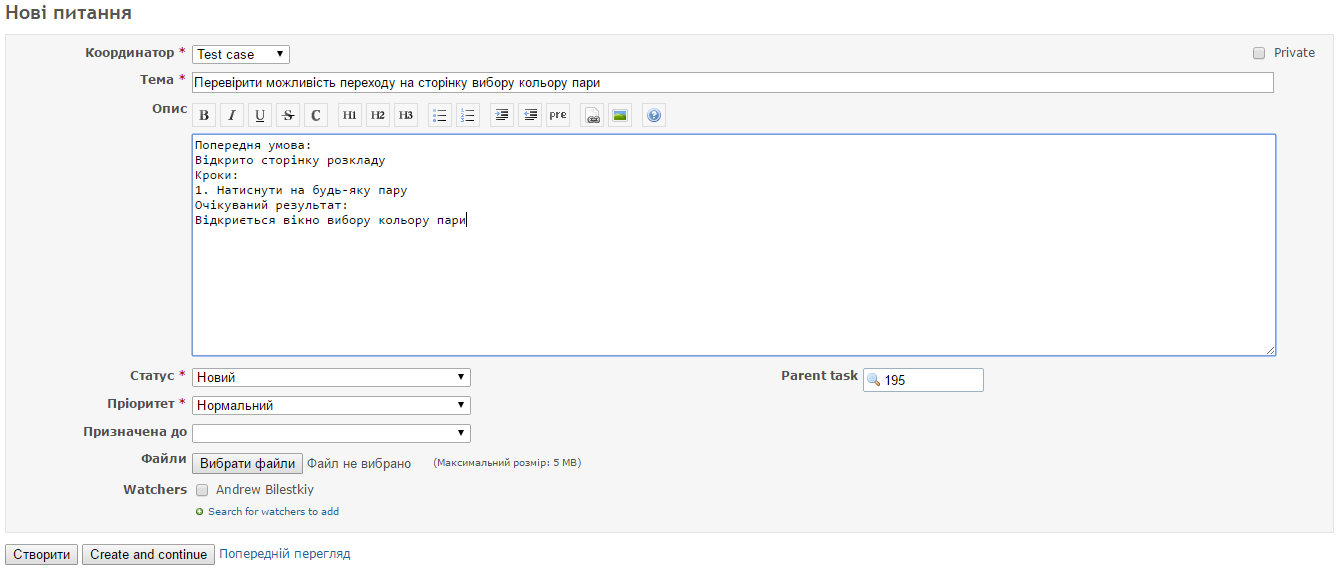 Нові питання
Координатор * Test case Private
Тема * Перевірити можливість переходу на сторінку вибору кольору пари
Опис B I U S C H1 H2 H3 pre
Попередня умова:
Відкрито сторінку розкладу
Кроки:
1. Натиснути на будь-яку пару
Очікуваний результат:
Відкриється вікно вибору кольору пари
Статус * Новий Parent task 195
Пріоритет * Нормальний
Призначена до
Файли Вибрати файли Файл не вибрано (Максимальний розмір: 5 MB)
Watchers Andrew Bilestkiy
Search for watchers to add
Створити Create and continue Попередній перегляд